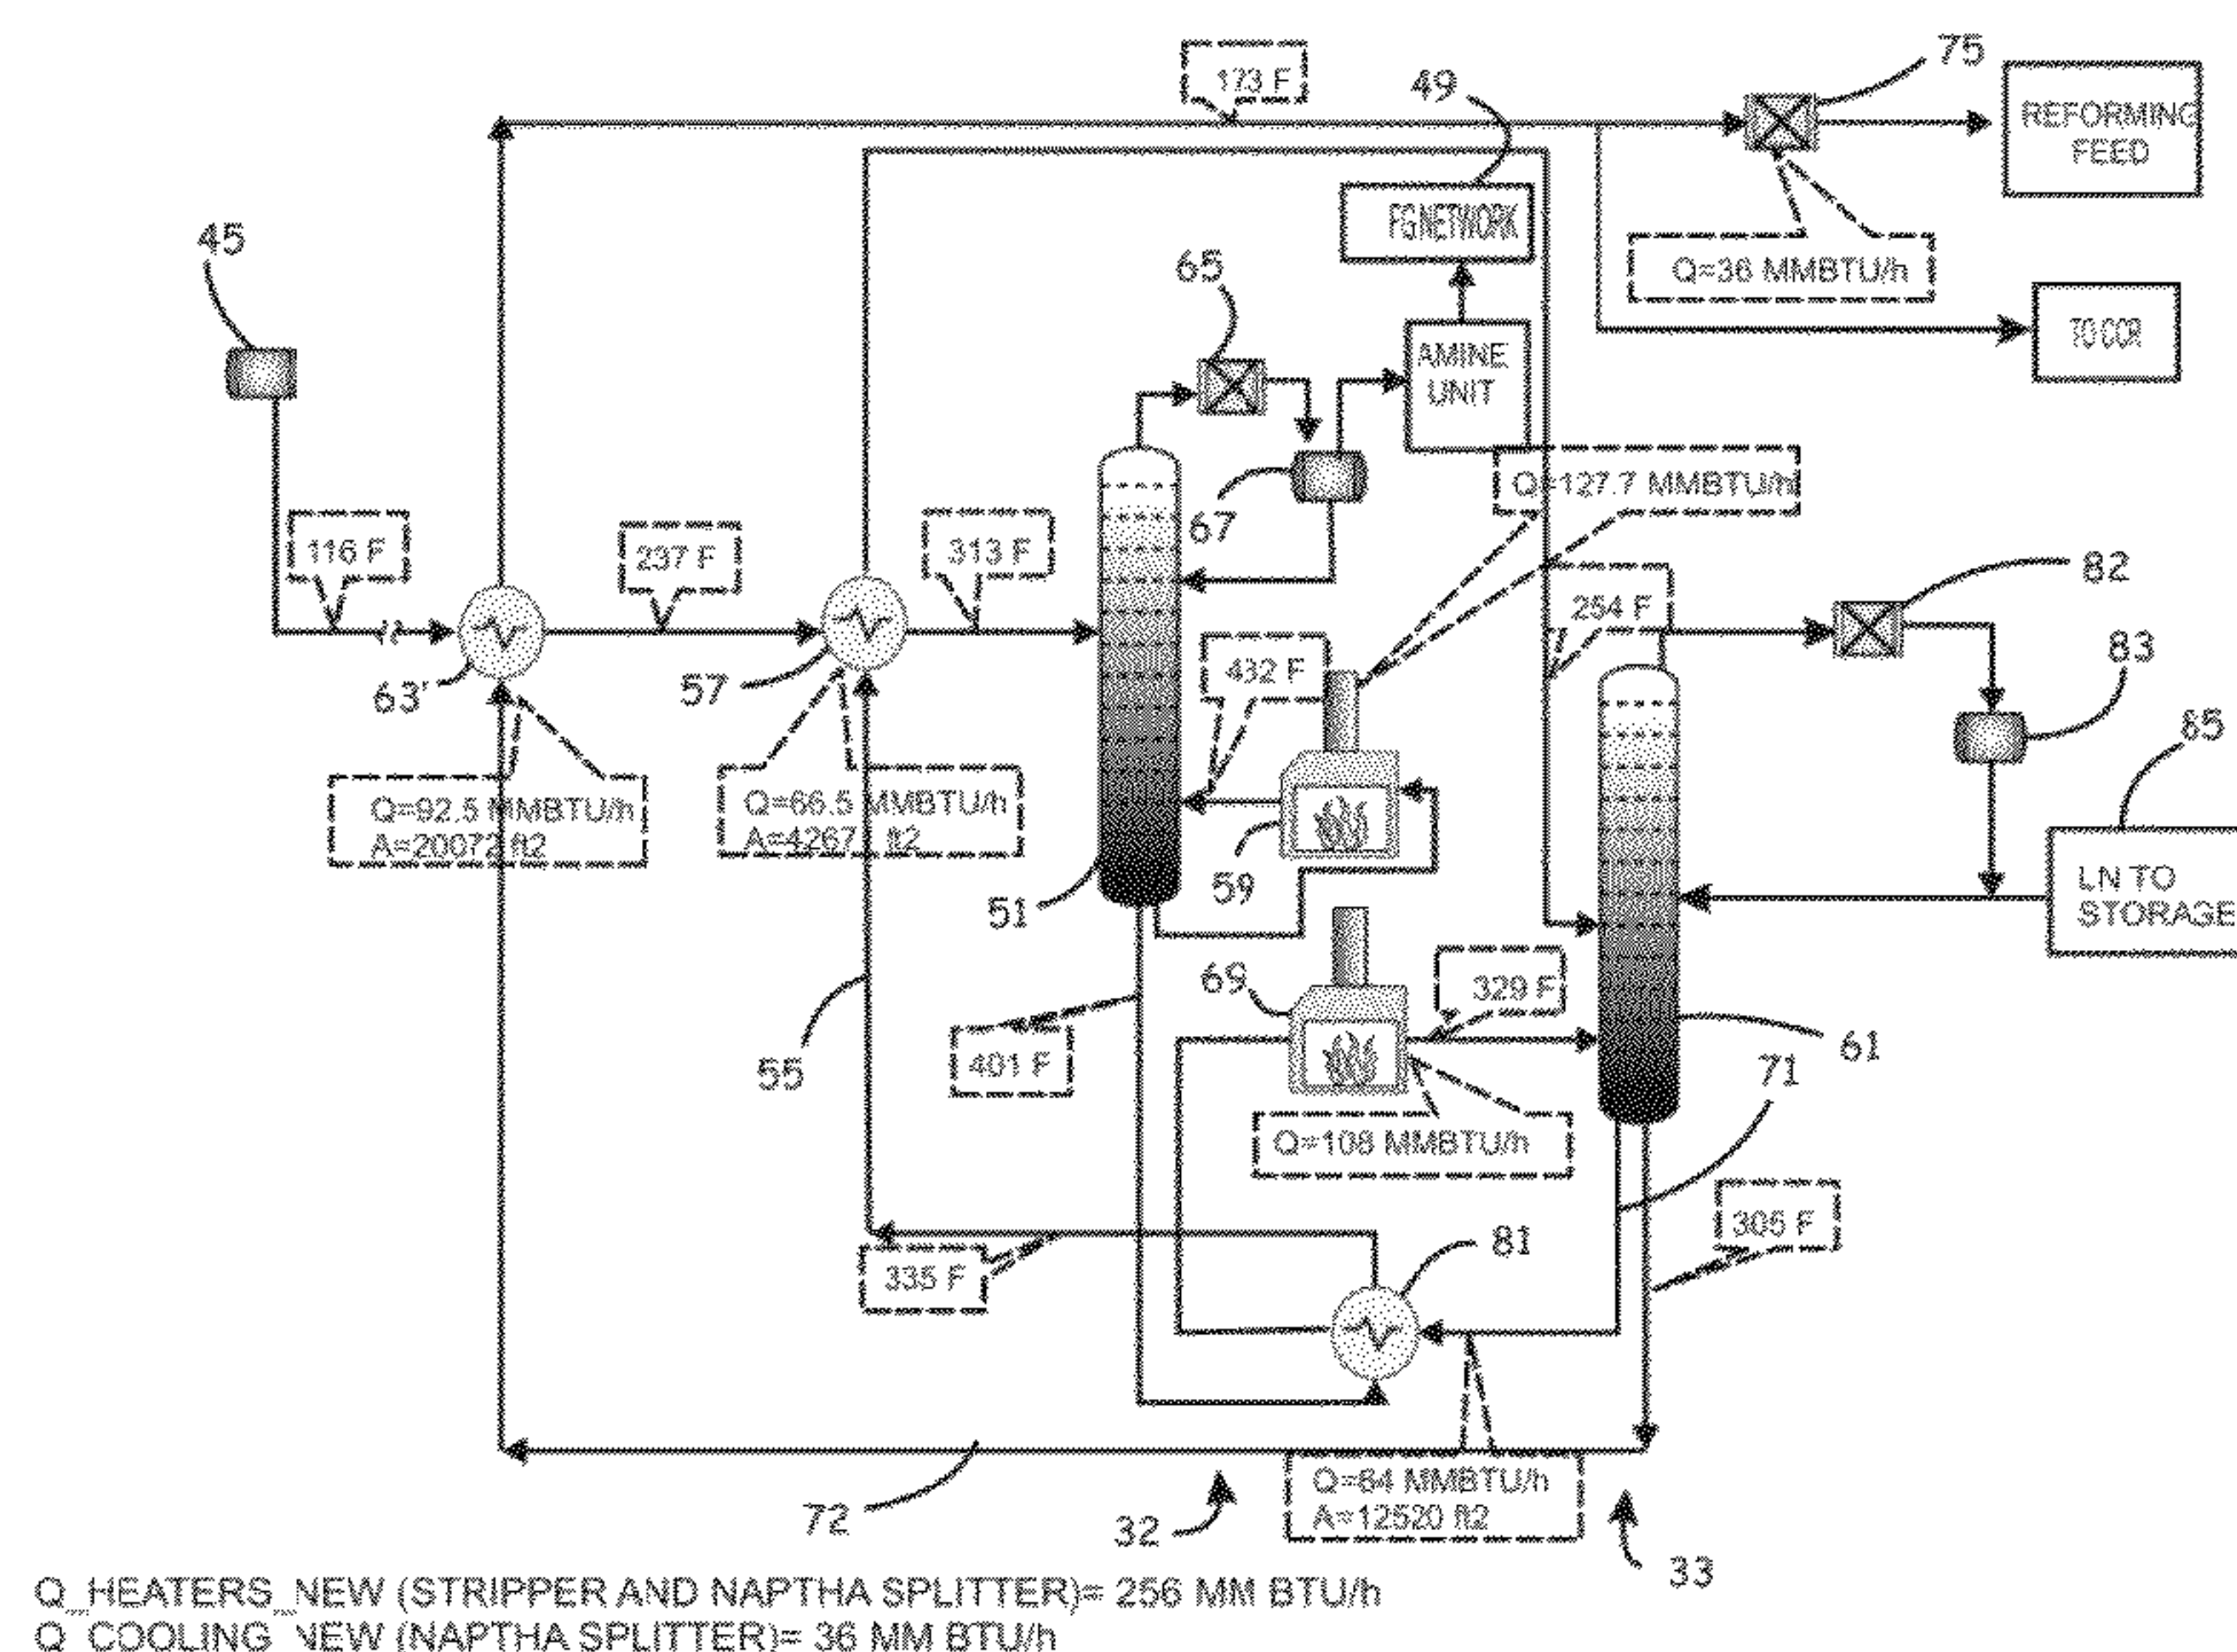 173 F
49
75
REFORMING
FEED
FG NETWORK
45
65
Q=36 MMBTU/h
TO CCR
AMINE
UNIT
Q=127.7 MMBTU/h
67
116 F
237 F
313 F
82
254 F
63'
57
432 F
83
85
Q=92.5 MMBTU/h
A=20072 ft2
Q=66.5 MMBTU/h
A=4267 ft2
59
51
LN TO
STORAGE
69
329 F
55
401 F
61
71
Q=108 MMBTU/h
305 F
335 F
81
72
32
Q=64 MMBTU/h
A=12520 ft2
33
Q_HEATERS_NEW (STRIPPER AND NAPTHA SPLITTER)= 256 MM BTU/h
Q_COOLING_NEW (NAPTHA SPLITTER)= 36 MM BTU/h